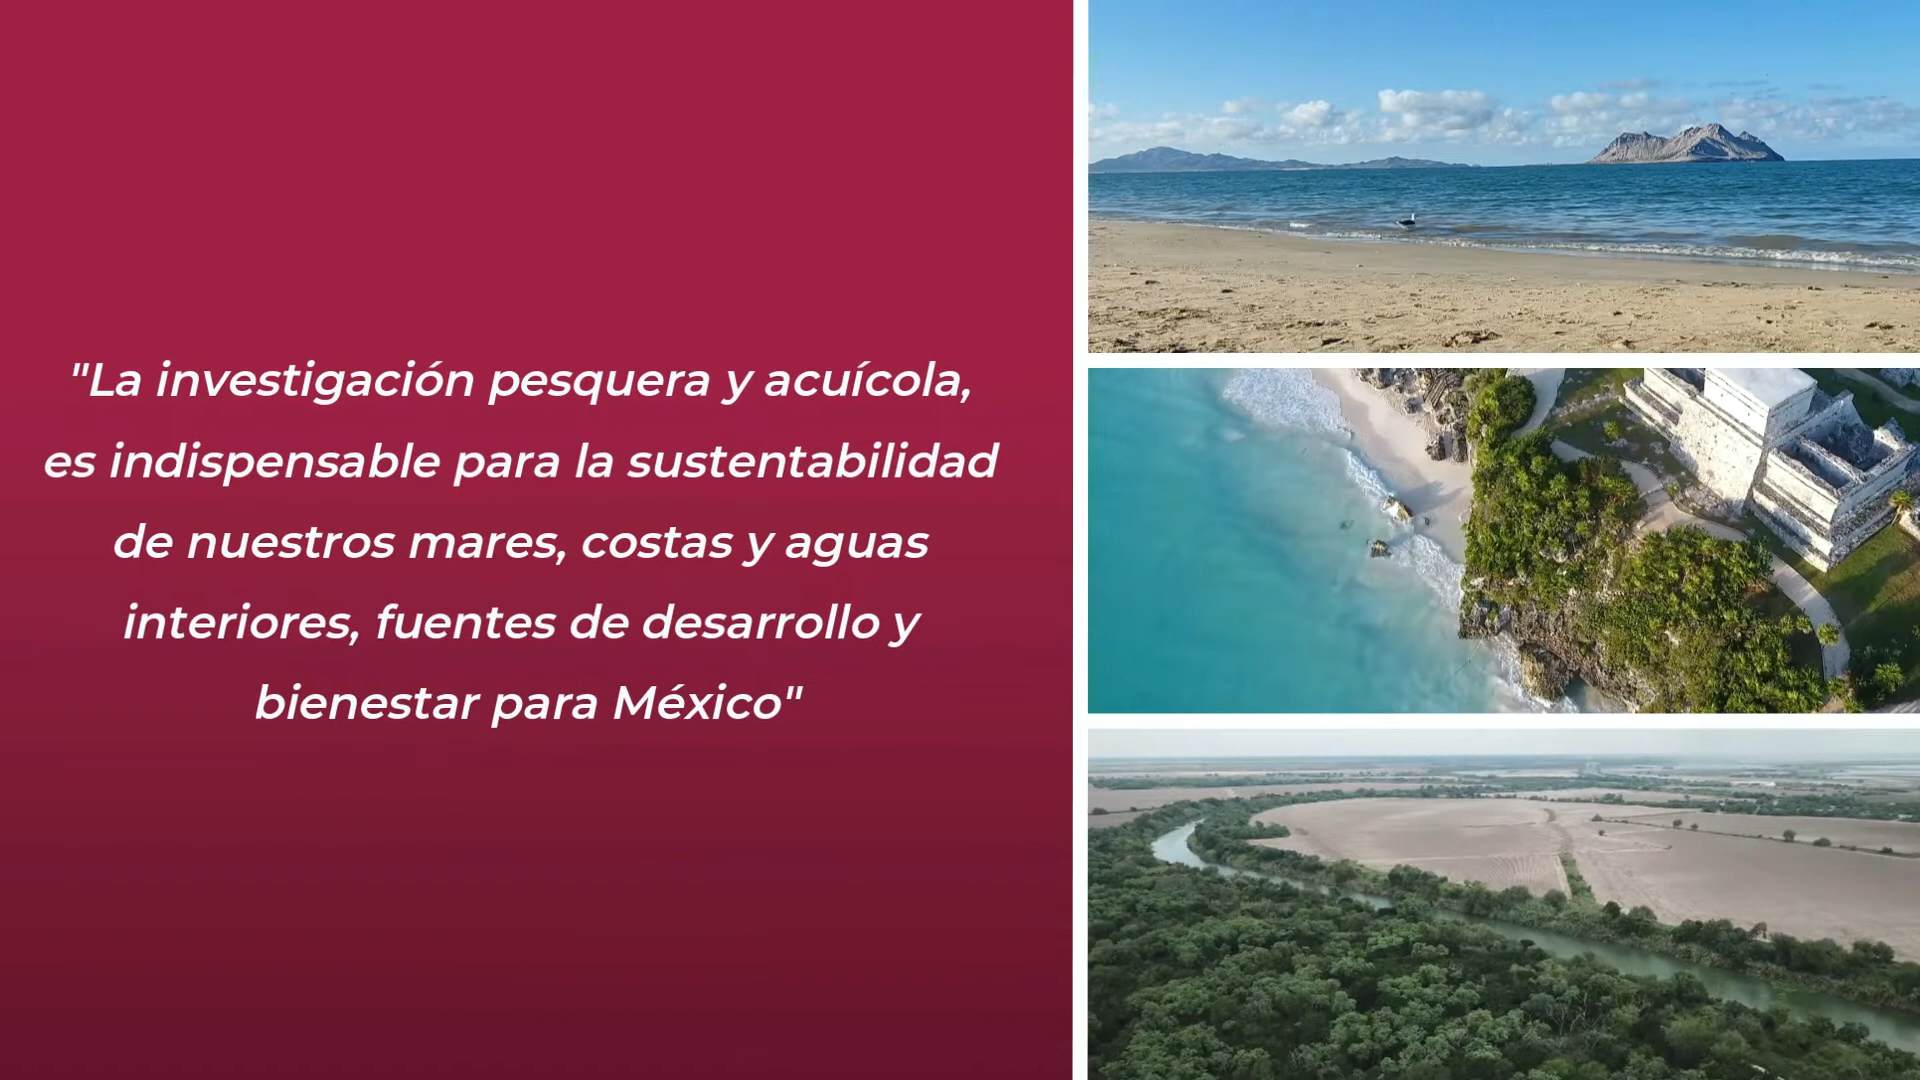 "La investigación pesquera y acuícola,
es indispensable para la sustentabilidad
de nuestros mares, costas y aguas
interiores, fuentes de desarrollo y
bienestar para México"